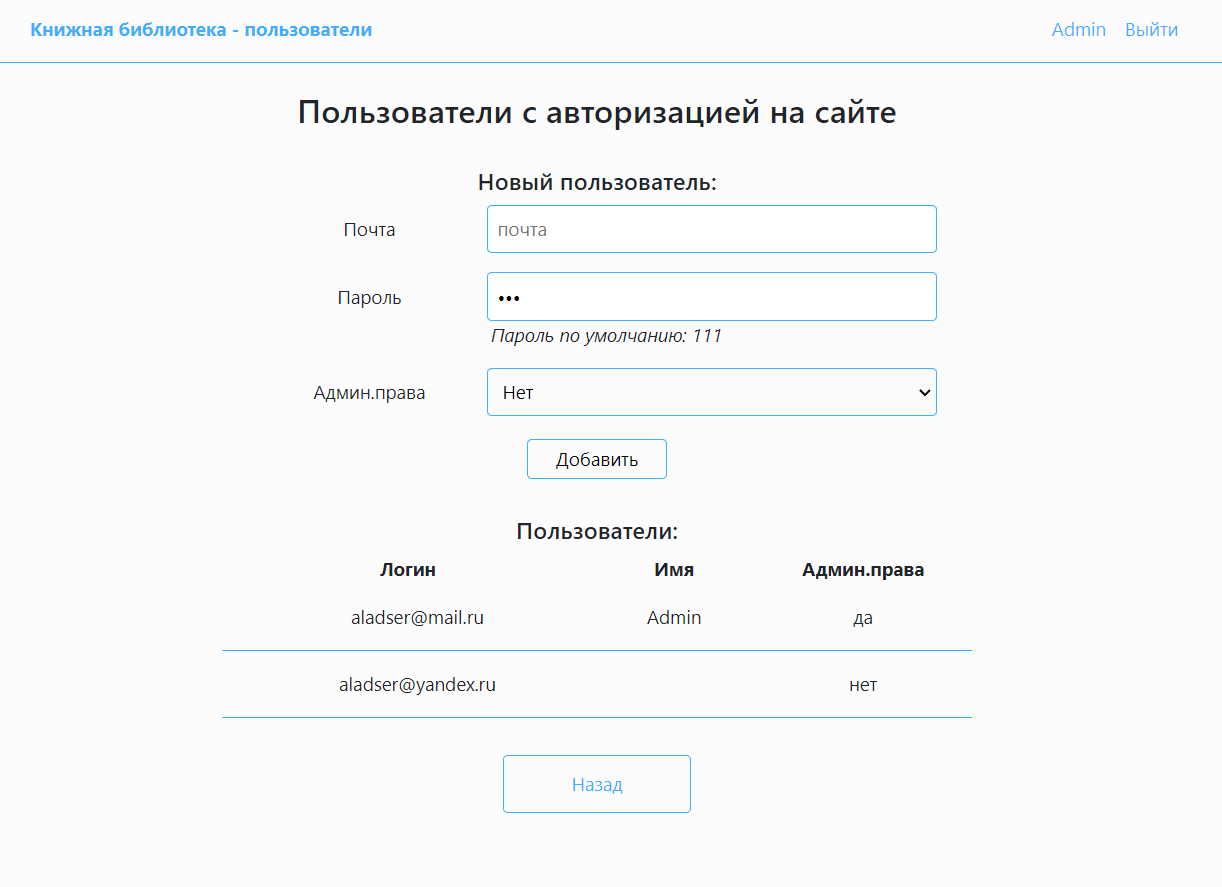 Книжная библиотека - пользователи Admin Выйти
Пользователи с авторизацией на сайте
Новый пользователь:
Почта почта
Пароль •••
Пароль по умолчанию: 111
Админ.права Нет
Добавить
Пользователи:
Логин Имя Админ.права
aladser@mail.ru Admin да
aladser@yandex.ru нет
Назад